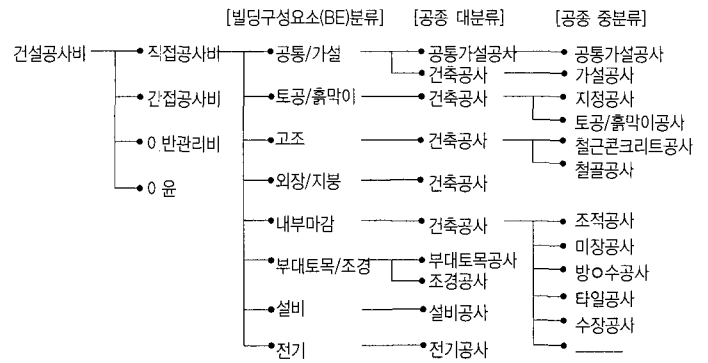 [빌딩구성요소(BE)분류] [공종 대분류] [공종 중분류]
건설공사비 직접공사비 공통/가설 공통가설공사 공통가설공사
건축공사 가설공사
간접공사비 토공/흙막이 건축공사 지정공사
토공/흙막이공사
이반관리비 고조 건축공사 철근콘크리트공사
철골공사
이윤 외장/지붕 건축공사
내부마감 건축공사 조적공사
미장공사
부대토목/조경 부대토목공사 방ㅇ수공사
조경공사
타일공사
설비 설비공사 수장공사
전기 전기공사